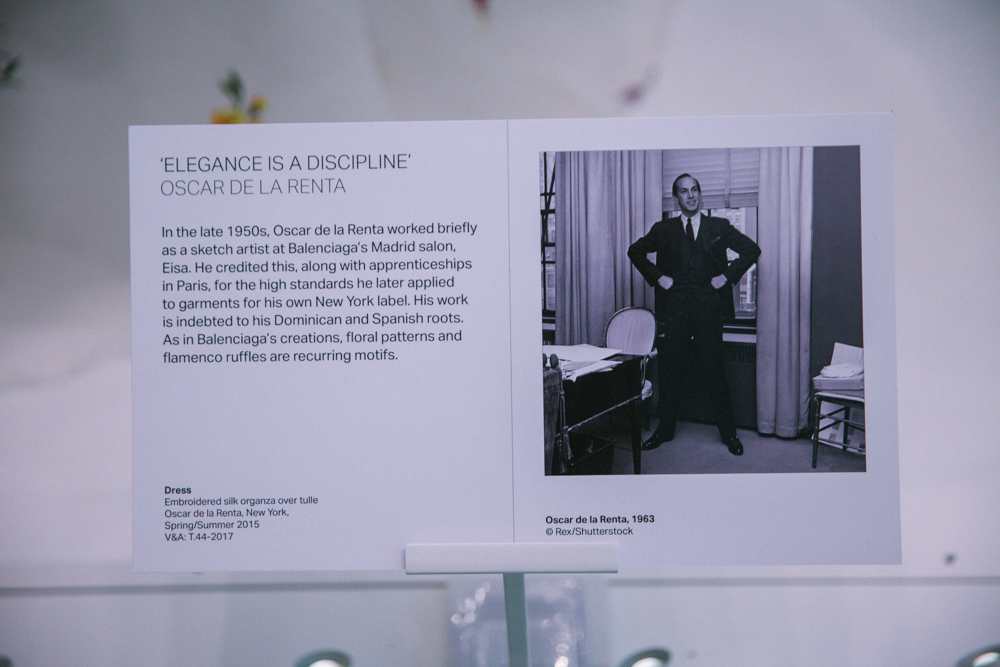 ‘ELEGANCE IS A DISCIPLINE’
OSCAR DE LA RENTA
In the late 1950s, Oscar de la Renta worked briefly
as a sketch artist at Balenciaga’s Madrid salon,
Eisa. He credited this, along with apprenticeships
in Paris, for the high standards he later applied
to garments for his own New York label. His work
is indebted to his Dominican and Spanish roots.
As in Balenciaga’s creations, floral patterns and
flamenco ruffles are recurring motifs.
Dress
Embroidered silk organza over tulle
Oscar de la Renta, New York,
Spring/Summer 2015
V&A: T.44-2017
Oscar de la Renta, 1963
© Rex/Shutterstock